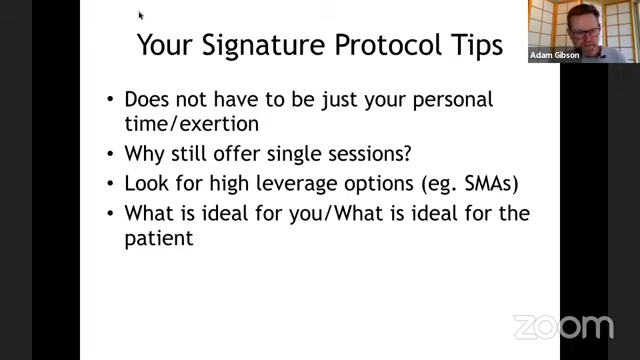 Your Signature Protocol Tips
Adam Gibson
• Does not have to be just your personal
time/exertion
• Why still offer single sessions?
• Look for high leverage options (eg. SMAs)
• What is ideal for you/What is ideal for the
patient
zoom